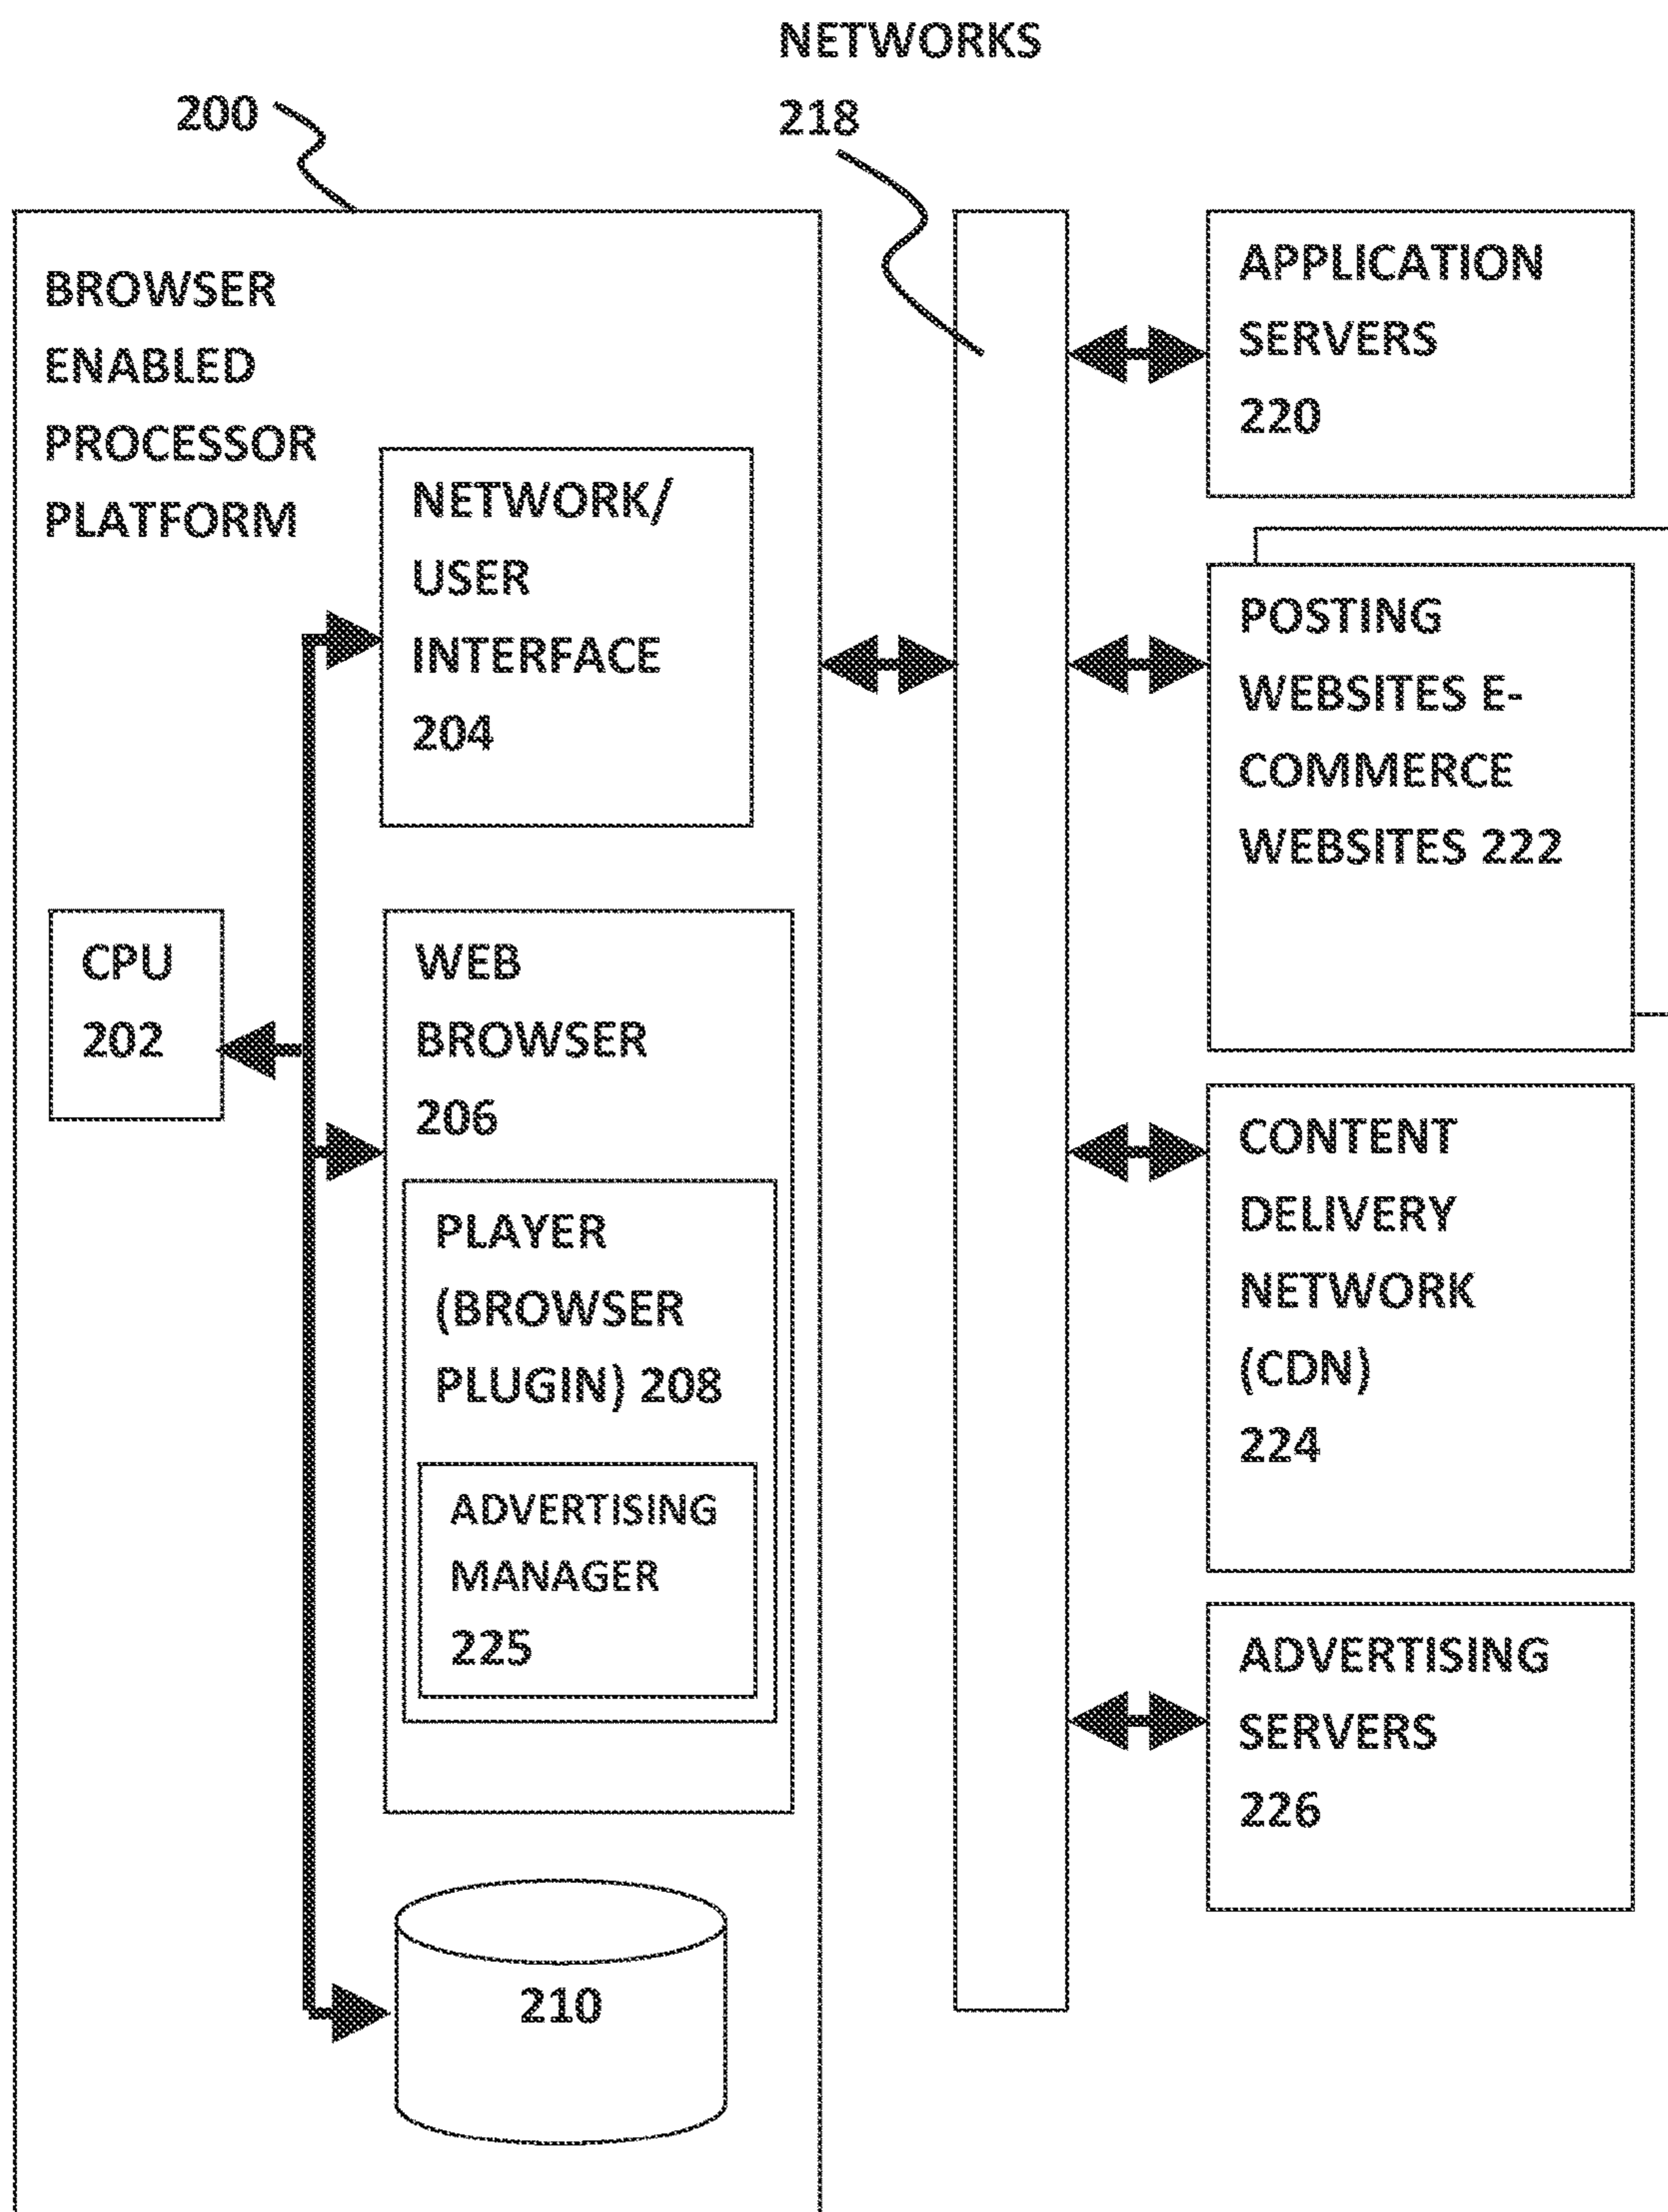 NETWORKS
218
200
BROWSER
ENABLED
PROCESSOR
PLATFORM
NETWORK/
USER
INTERFACE
204
CPU
202
WEB
BROWSER
206
PLAYER
(BROWSER
PLUGIN) 208
ADVERTISING
MANAGER
225
210
APPLICATION
SERVERS
220
POSTING
WEBSITES E-
COMMERCE
WEBSITES 222
CONTENT
DELIVERY
NETWORK
(CDN)
224
ADVERTISING
SERVERS
226